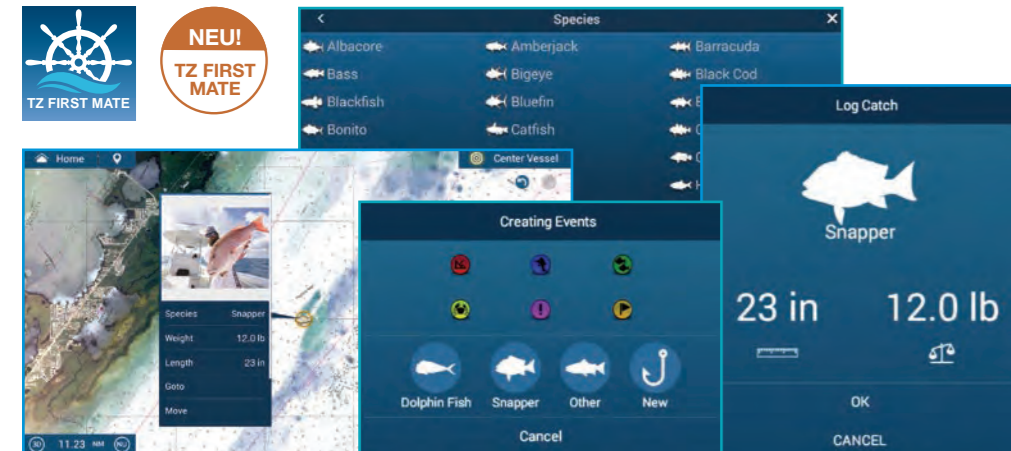 TZ FIRST MATE
NEU!
TZ FIRST
MATE
Species
Albacore
Amberjack
Barracuda
Bass
Bigeye
Black Cod
Blackfish
Bluefin
Bonito
Catfish
Home
Center Vessel
Species Snapper
Weight 12.0 lb
Length 23 in
Goto
Move
3D 11.23 NM NU
Creating Events
Dolphin Fish Snapper Other New
Cancel
Log Catch
Snapper
23 in 12.0 lb
OK
CANCEL